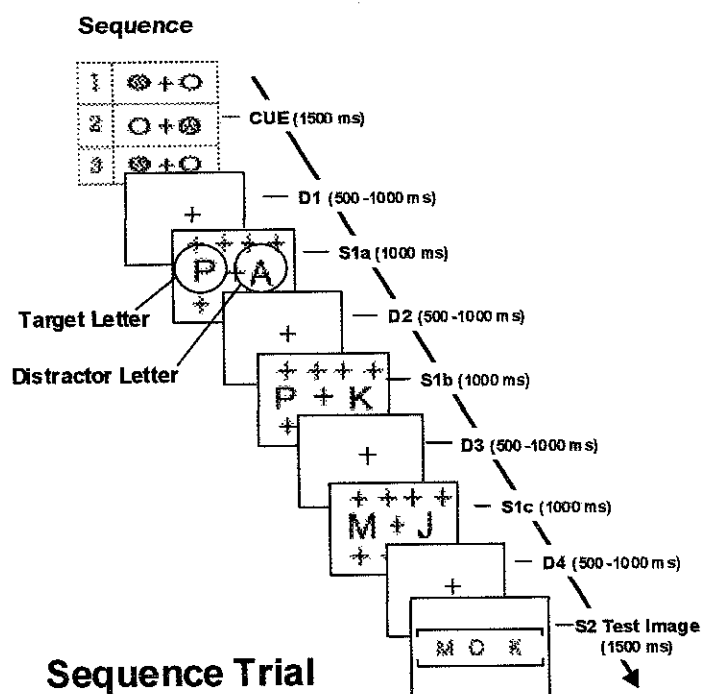 Sequence
1 +
2 +
3 +
CUE (1500 ms)
D1 (500-1000 ms)
+
S1a (1000 ms)
+ + + +
P + A
+
Target Letter
Distractor Letter
D2 (500-1000 ms)
+
S1b (1000 ms)
+ + + +
P + K
+
D3 (500-1000 ms)
+
S1c (1000 ms)
+ + + +
M + J
+ +
D4 (500-1000 ms)
+
S2 Test Image
(1500 ms)
M O K
Sequence Trial